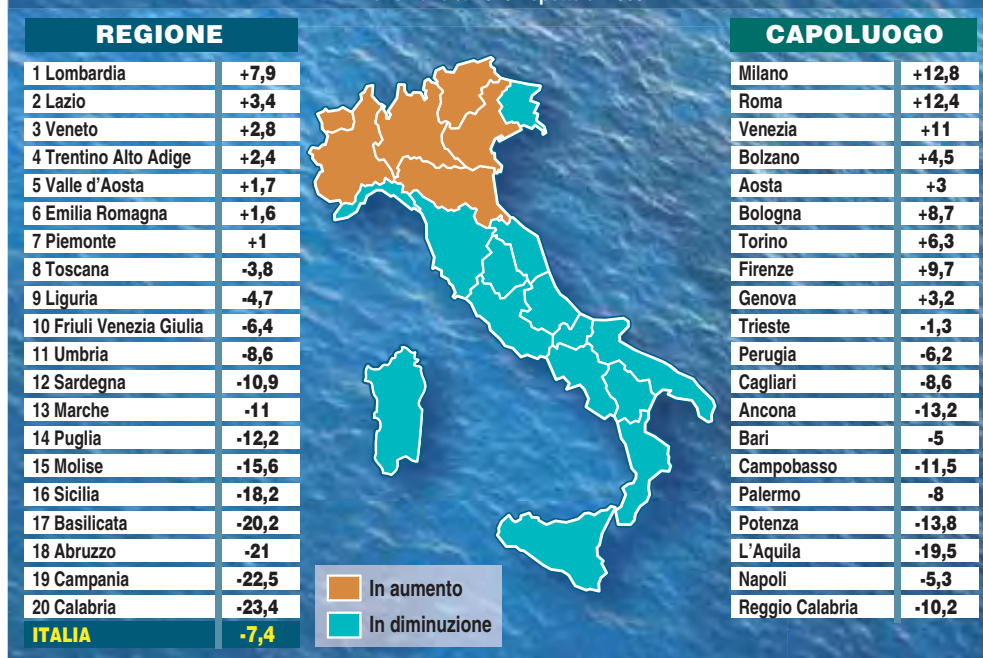 REGIONE
1 Lombardia +7,9
2 Lazio +3,4
3 Veneto +2,8
4 Trentino Alto Adige +2,4
5 Valle d'Aosta +1,7
6 Emilia Romagna +1,6
7 Piemonte +1
8 Toscana -3,8
9 Liguria -4,7
10 Friuli Venezia Giulia -6,4
11 Umbria -8,6
12 Sardegna -10,9
13 Marche -11
14 Puglia -12,2
15 Molise -15,6
16 Sicilia -18,2
17 Basilicata -20,2
18 Abruzzo -21
19 Campania -22,5
20 Calabria -23,4
ITALIA -7,4
In aumento
In diminuzione
CAPOLUOGO
Milano +12,8
Roma +12,4
Venezia +11
Bolzano +4,5
Aosta +3
Bologna +8,7
Torino +6,3
Firenze +9,7
Genova +3,2
Trieste -1,3
Perugia -6,2
Cagliari -8,6
Ancona -13,2
Bari -5
Campobasso -11,5
Palermo -8
Potenza -13,8
L'Aquila -19,5
Napoli -5,3
Reggio Calabria -10,2